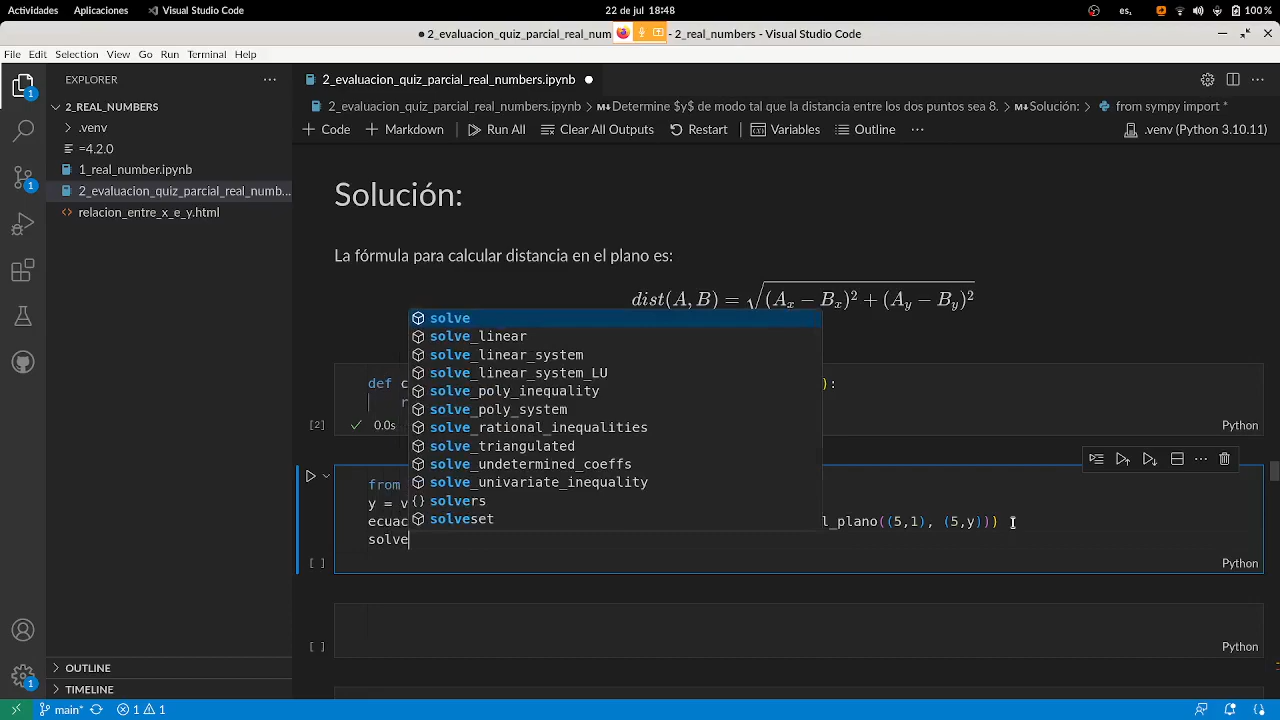 Actividades Aplicaciones Visual Studio Code 22 de jul 18:48 es, 100 %
● 2_evaluacion_quiz_parcial_real_num - 2_real_numbers - Visual Studio Code
File Edit Selection View Go Run Terminal Help
EXPLORER
2_evaluacion_quiz_parcial_real_numbers.ipynb
2_REAL_NUMBERS
2_evaluacion_quiz_parcial_real_numbers.ipynb > Determine $y$ de modo tal que la distancia entre los dos puntos sea 8. > Solución: > from sympy import *
.venv
=4.2.0
1_real_number.ipynb
2_evaluacion_quiz_parcial_real_numb...
relacion_entre_x_e_y.html
+ Code + Markdown Run All Clear All Outputs Restart Variables Outline ... .venv (Python 3.10.11)
Solución:
La fórmula para calcular distancia en el plano es:
dist(A, B) = √(A_x − B_x)² + (A_y − B_y)²
solve
solve_linear
solve_linear_system
solve_linear_system_LU
solve_poly_inequality
solve_poly_system
solve_rational_inequalities
solve_triangulated
solve_undetermined_coeffs
solve_univariate_inequality
solvers
solveset
def c ):
r
[2] 0.0s Python
from
y = v
ecuac l_plano((5,1), (5,y)))
solve
[ ] Python
[ ] Python
OUTLINE
TIMELINE
main* 1 1
1
1
1